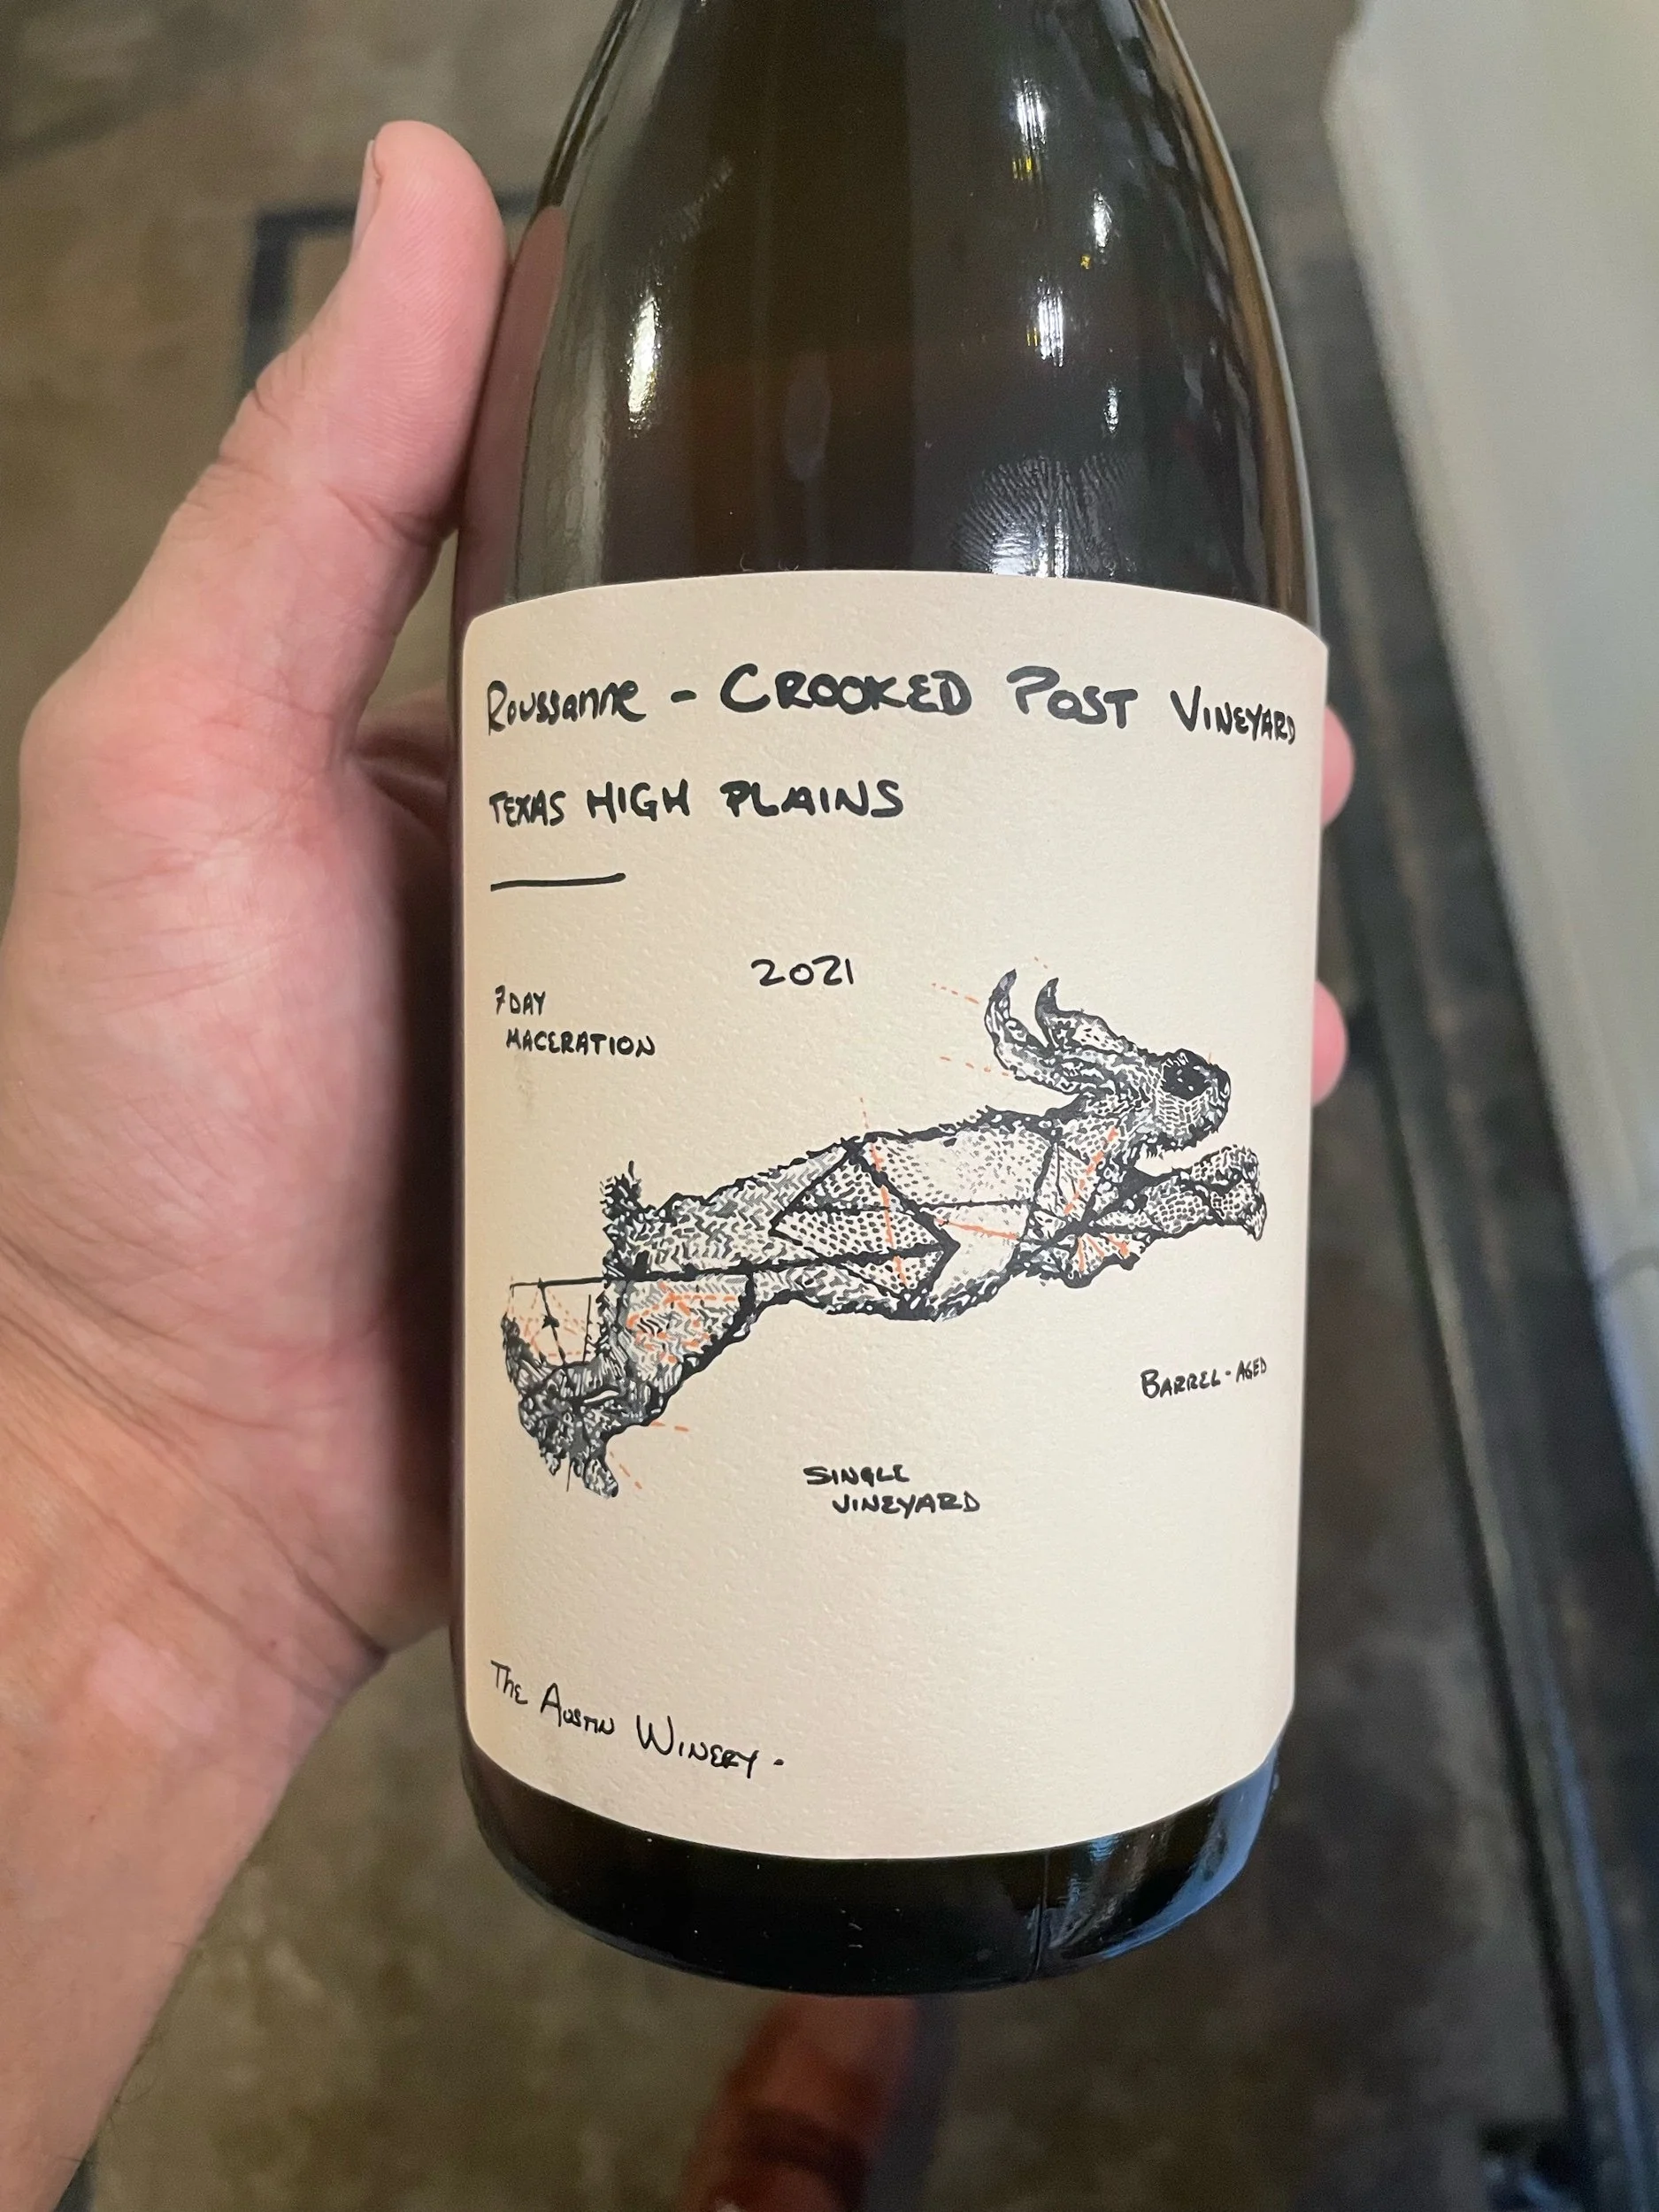 Roussanne - CROOKED POST VINEYARD
TEXAS HIGH PLAINS
2021
7 DAY
MACERATION
BARREL-AGED
SINGLE
VINEYARD
The Austin Winery-